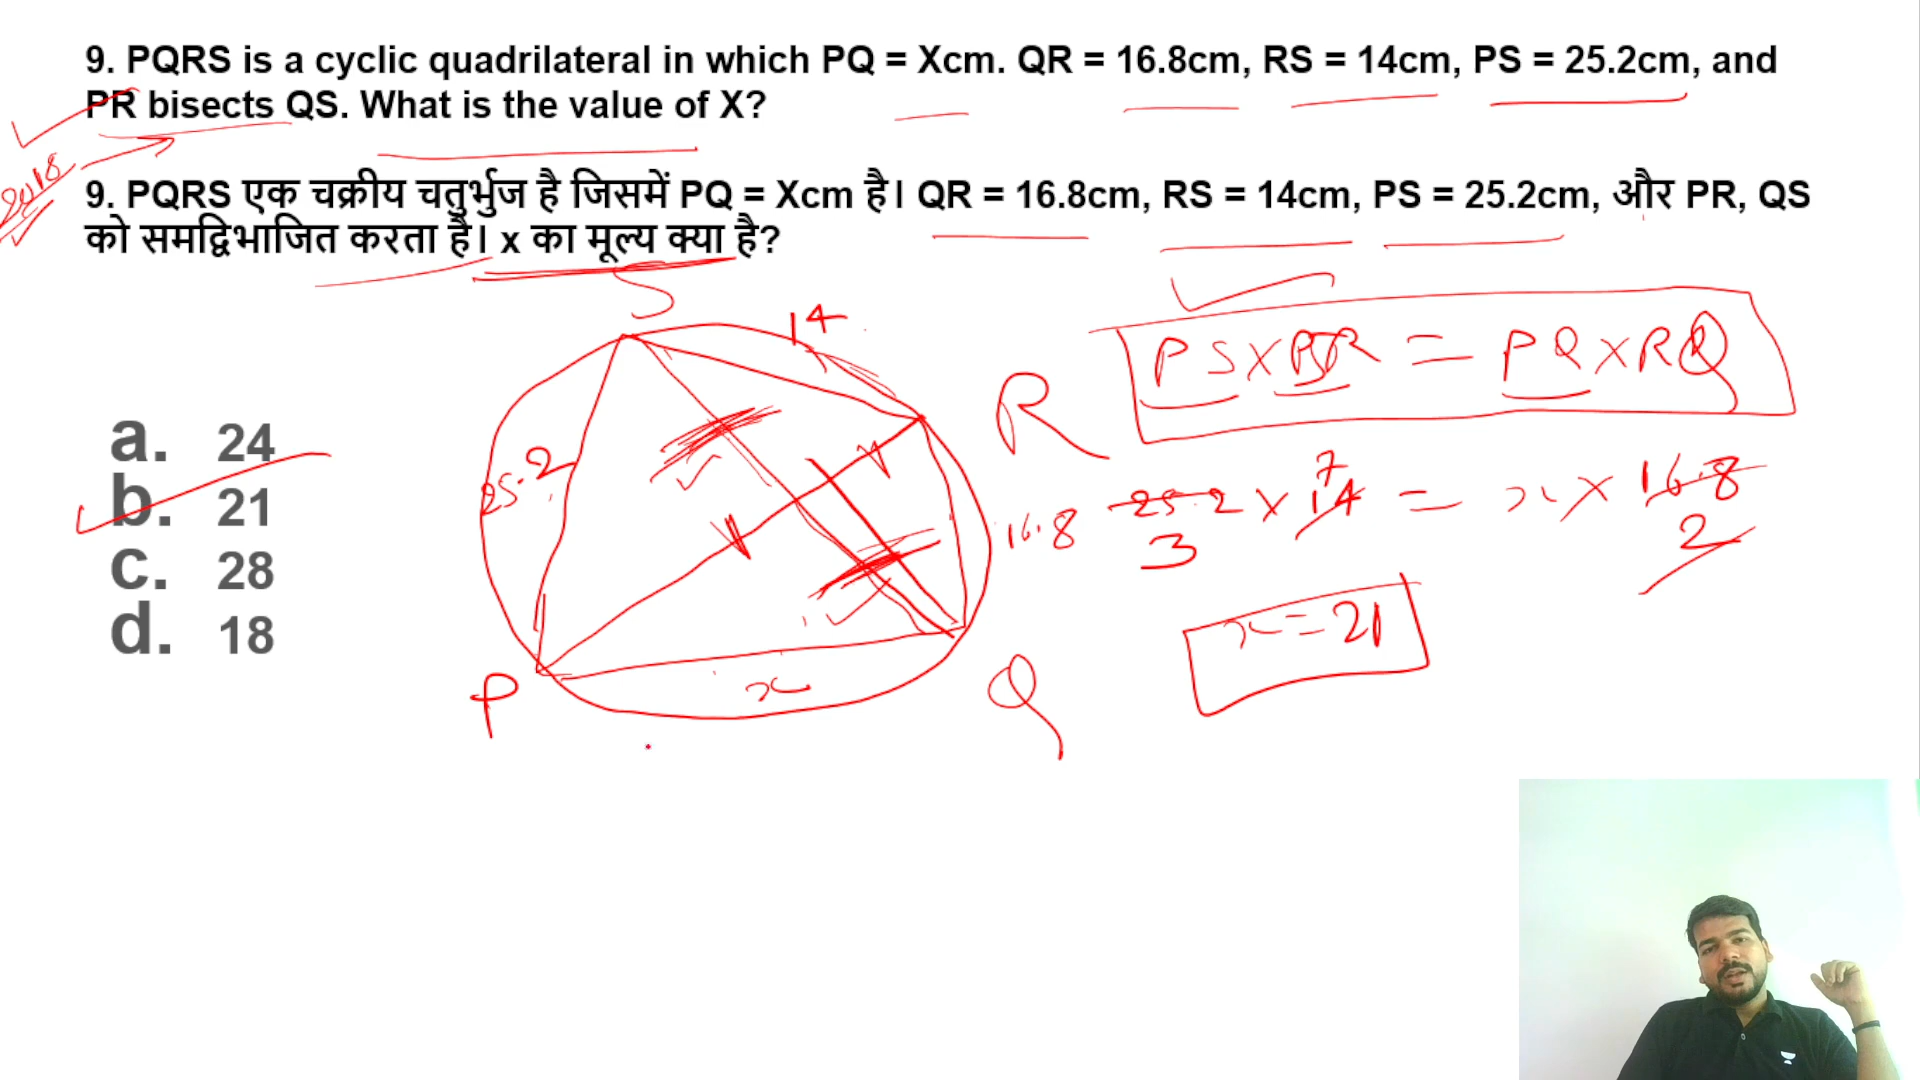 9. PQRS is a cyclic quadrilateral in which PQ = Xcm. QR = 16.8cm, RS = 14cm, PS = 25.2cm, and
PR bisects QS. What is the value of X?
2018
9. PQRS एक चक्रीय चतुर्भुज है जिसमें PQ = Xcm है। QR = 16.8cm, RS = 14cm, PS = 25.2cm, और PR, QS
को समद्विभाजित करता है। x का मूल्य क्या है?
a. 24
b. 21
c. 28
d. 18
S
14
R
25.2
16.8
P
x
Q
PS×SR = PQ×RQ
7
25.2 × 14 = x × 16.8
3 2
x = 21